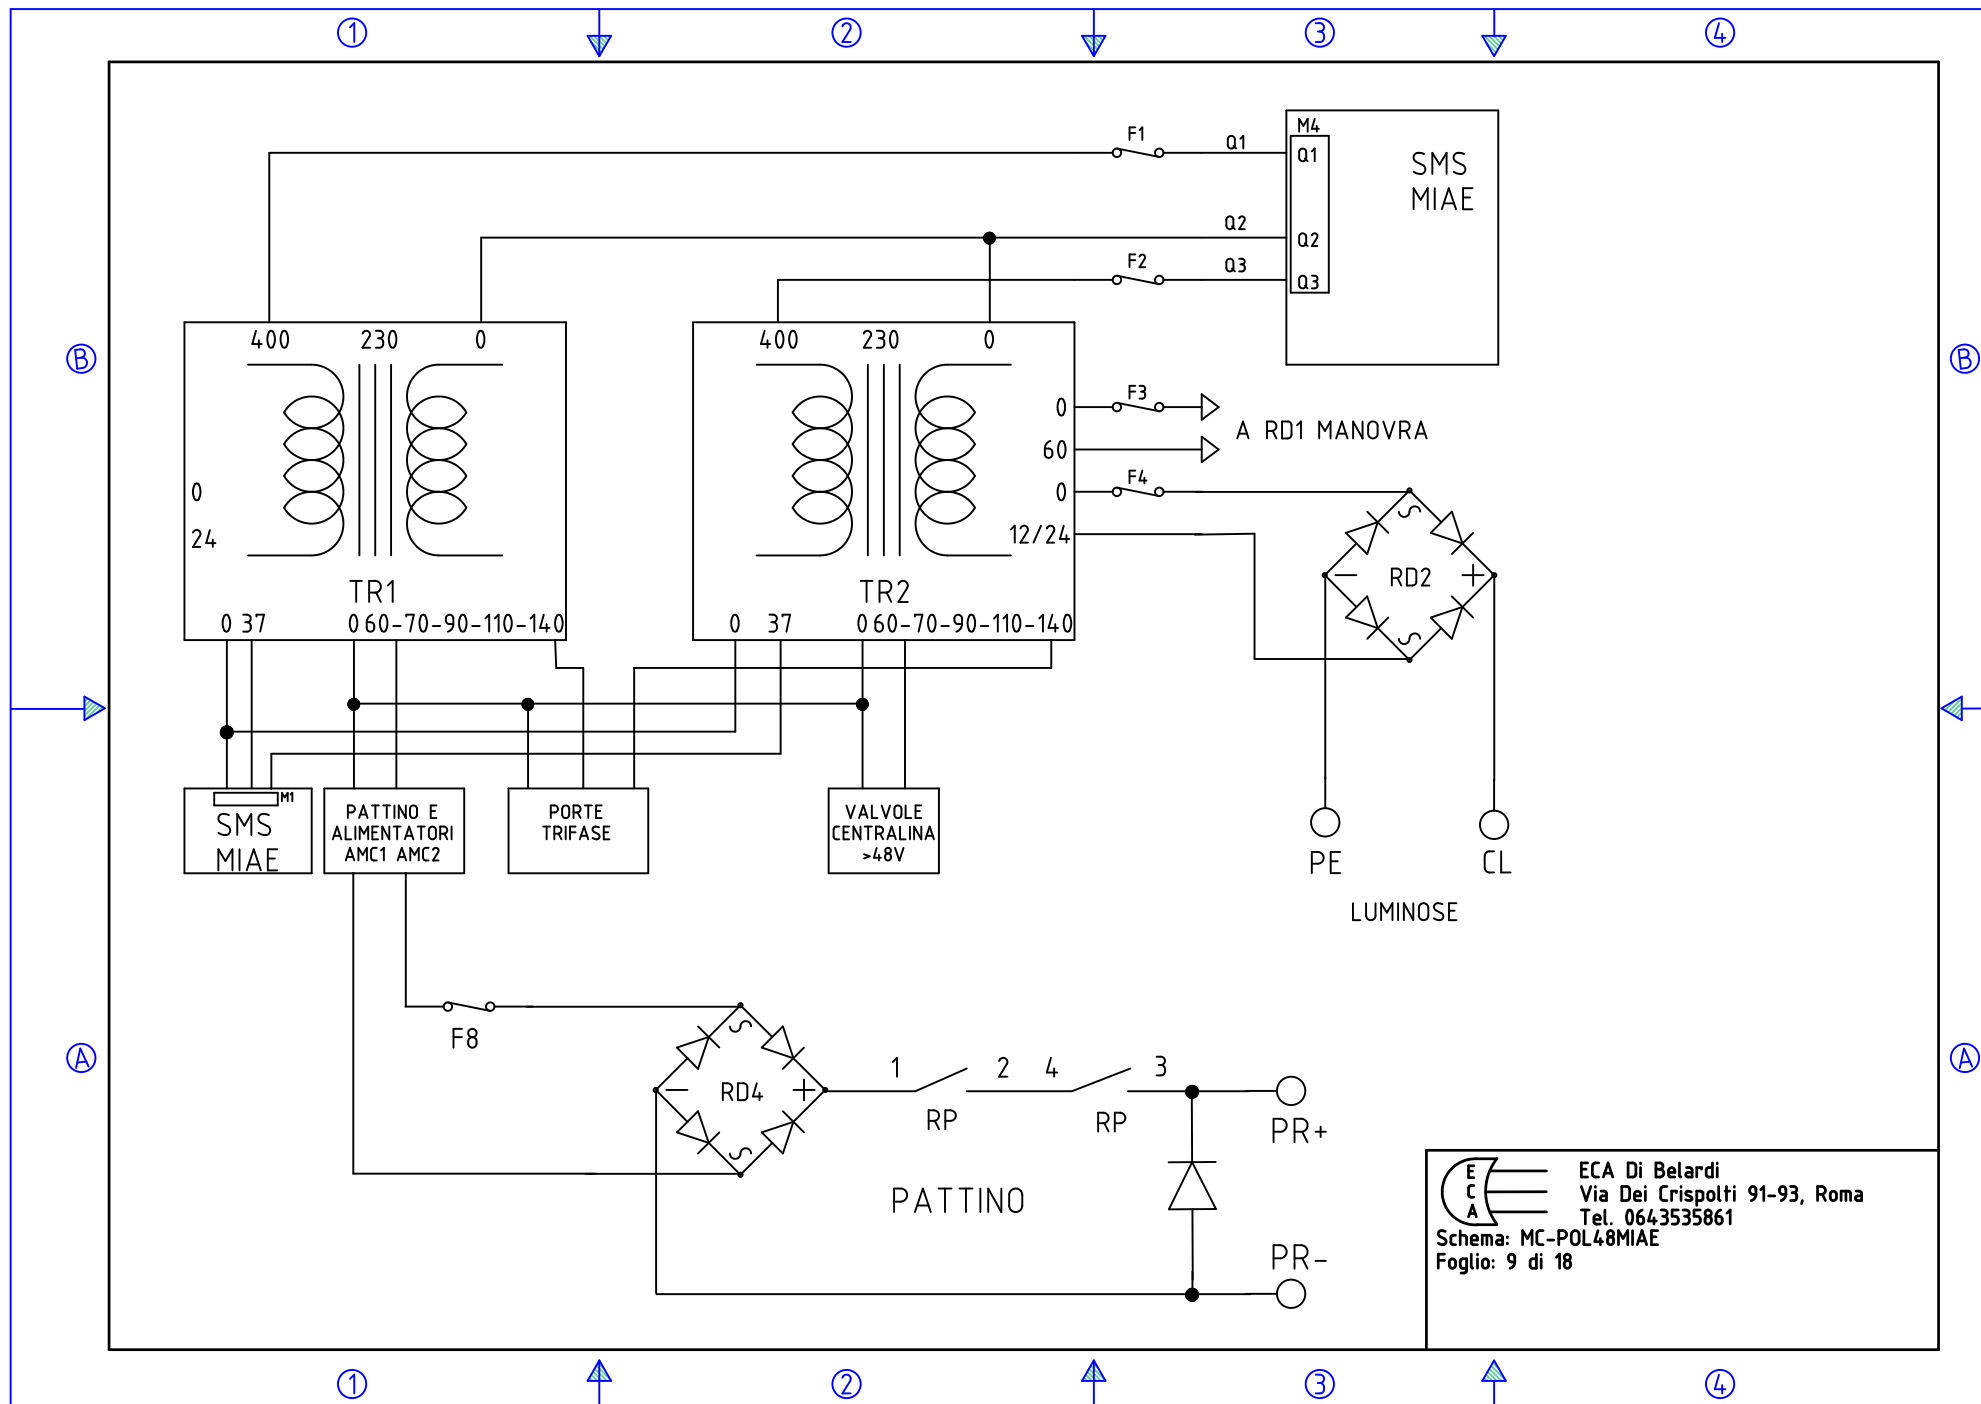 1 2 3 4
F1 Q1 M4
Q1 SMS
MIAE
Q2
Q2
F2 Q3
Q3
400 230 0
400 230 0
B B
F3
0
A RD1 MANOVRA
60
F4
0
0
24
12/24
S
- RD2 +
S
TR1 TR2
0 37 0 60-70-90-110-140
0 37 0 60-70-90-110-140
M1
SMS
MIAE
PATTINO E
ALIMENTATORI
AMC1 AMC2
PORTE
TRIFASE
VALVOLE
CENTRALINA
>48V
PE CL
LUMINOSE
F8
A A
S
- RD4 +
S
1 2 4 3
RP RP
PR+
PATTINO
PR-
E
C
A
ECA Di Belardi
Via Dei Crispolti 91-93, Roma
Tel. 0643535861
Schema: MC-POL48MIAE
Foglio: 9 di 18
1 2 3 4